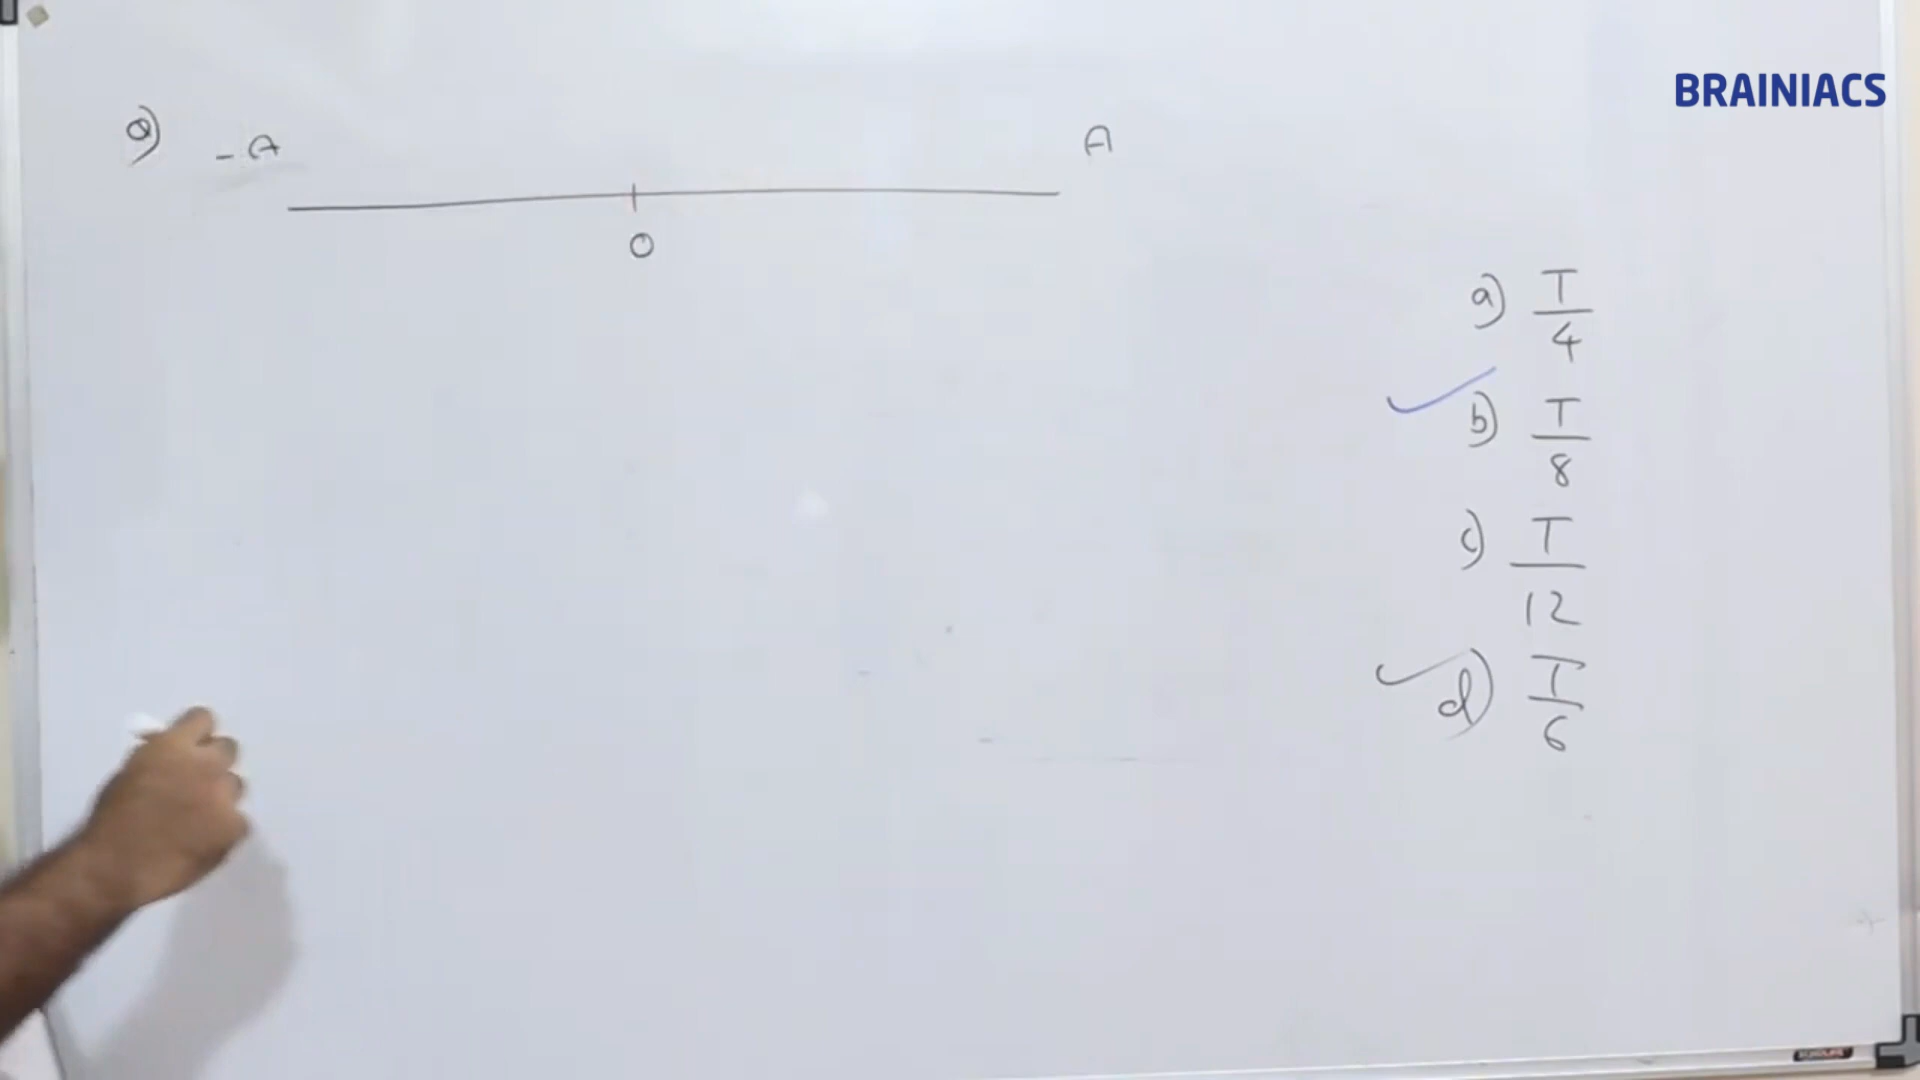 BRAINIACS
a) -A A
0
a) T/4
b) T/8
c) T/12
d) T/6